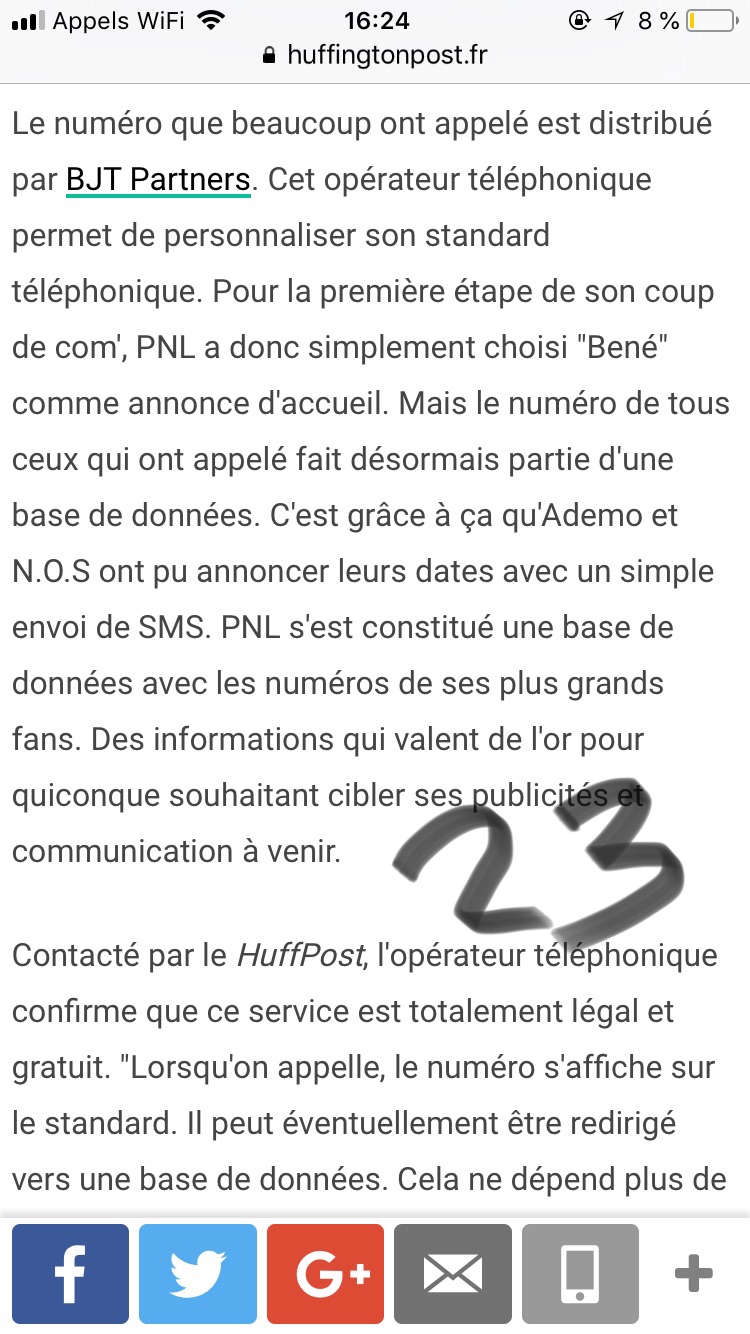 Appels WiFi 16:24 8 %
huffingtonpost.fr
Le numéro que beaucoup ont appelé est distribué
par BJT Partners. Cet opérateur téléphonique
permet de personnaliser son standard
téléphonique. Pour la première étape de son coup
de com', PNL a donc simplement choisi "Bené"
comme annonce d'accueil. Mais le numéro de tous
ceux qui ont appelé fait désormais partie d'une
base de données. C'est grâce à ça qu'Ademo et
N.O.S ont pu annoncer leurs dates avec un simple
envoi de SMS. PNL s'est constitué une base de
données avec les numéros de ses plus grands
fans. Des informations qui valent de l'or pour
quiconque souhaitant cibler ses publicités et
communication à venir.
23
Contacté par le HuffPost, l'opérateur téléphonique
confirme que ce service est totalement légal et
gratuit. "Lorsqu'on appelle, le numéro s'affiche sur
le standard. Il peut éventuellement être redirigé
vers une base de données. Cela ne dépend plus de
f G+ +